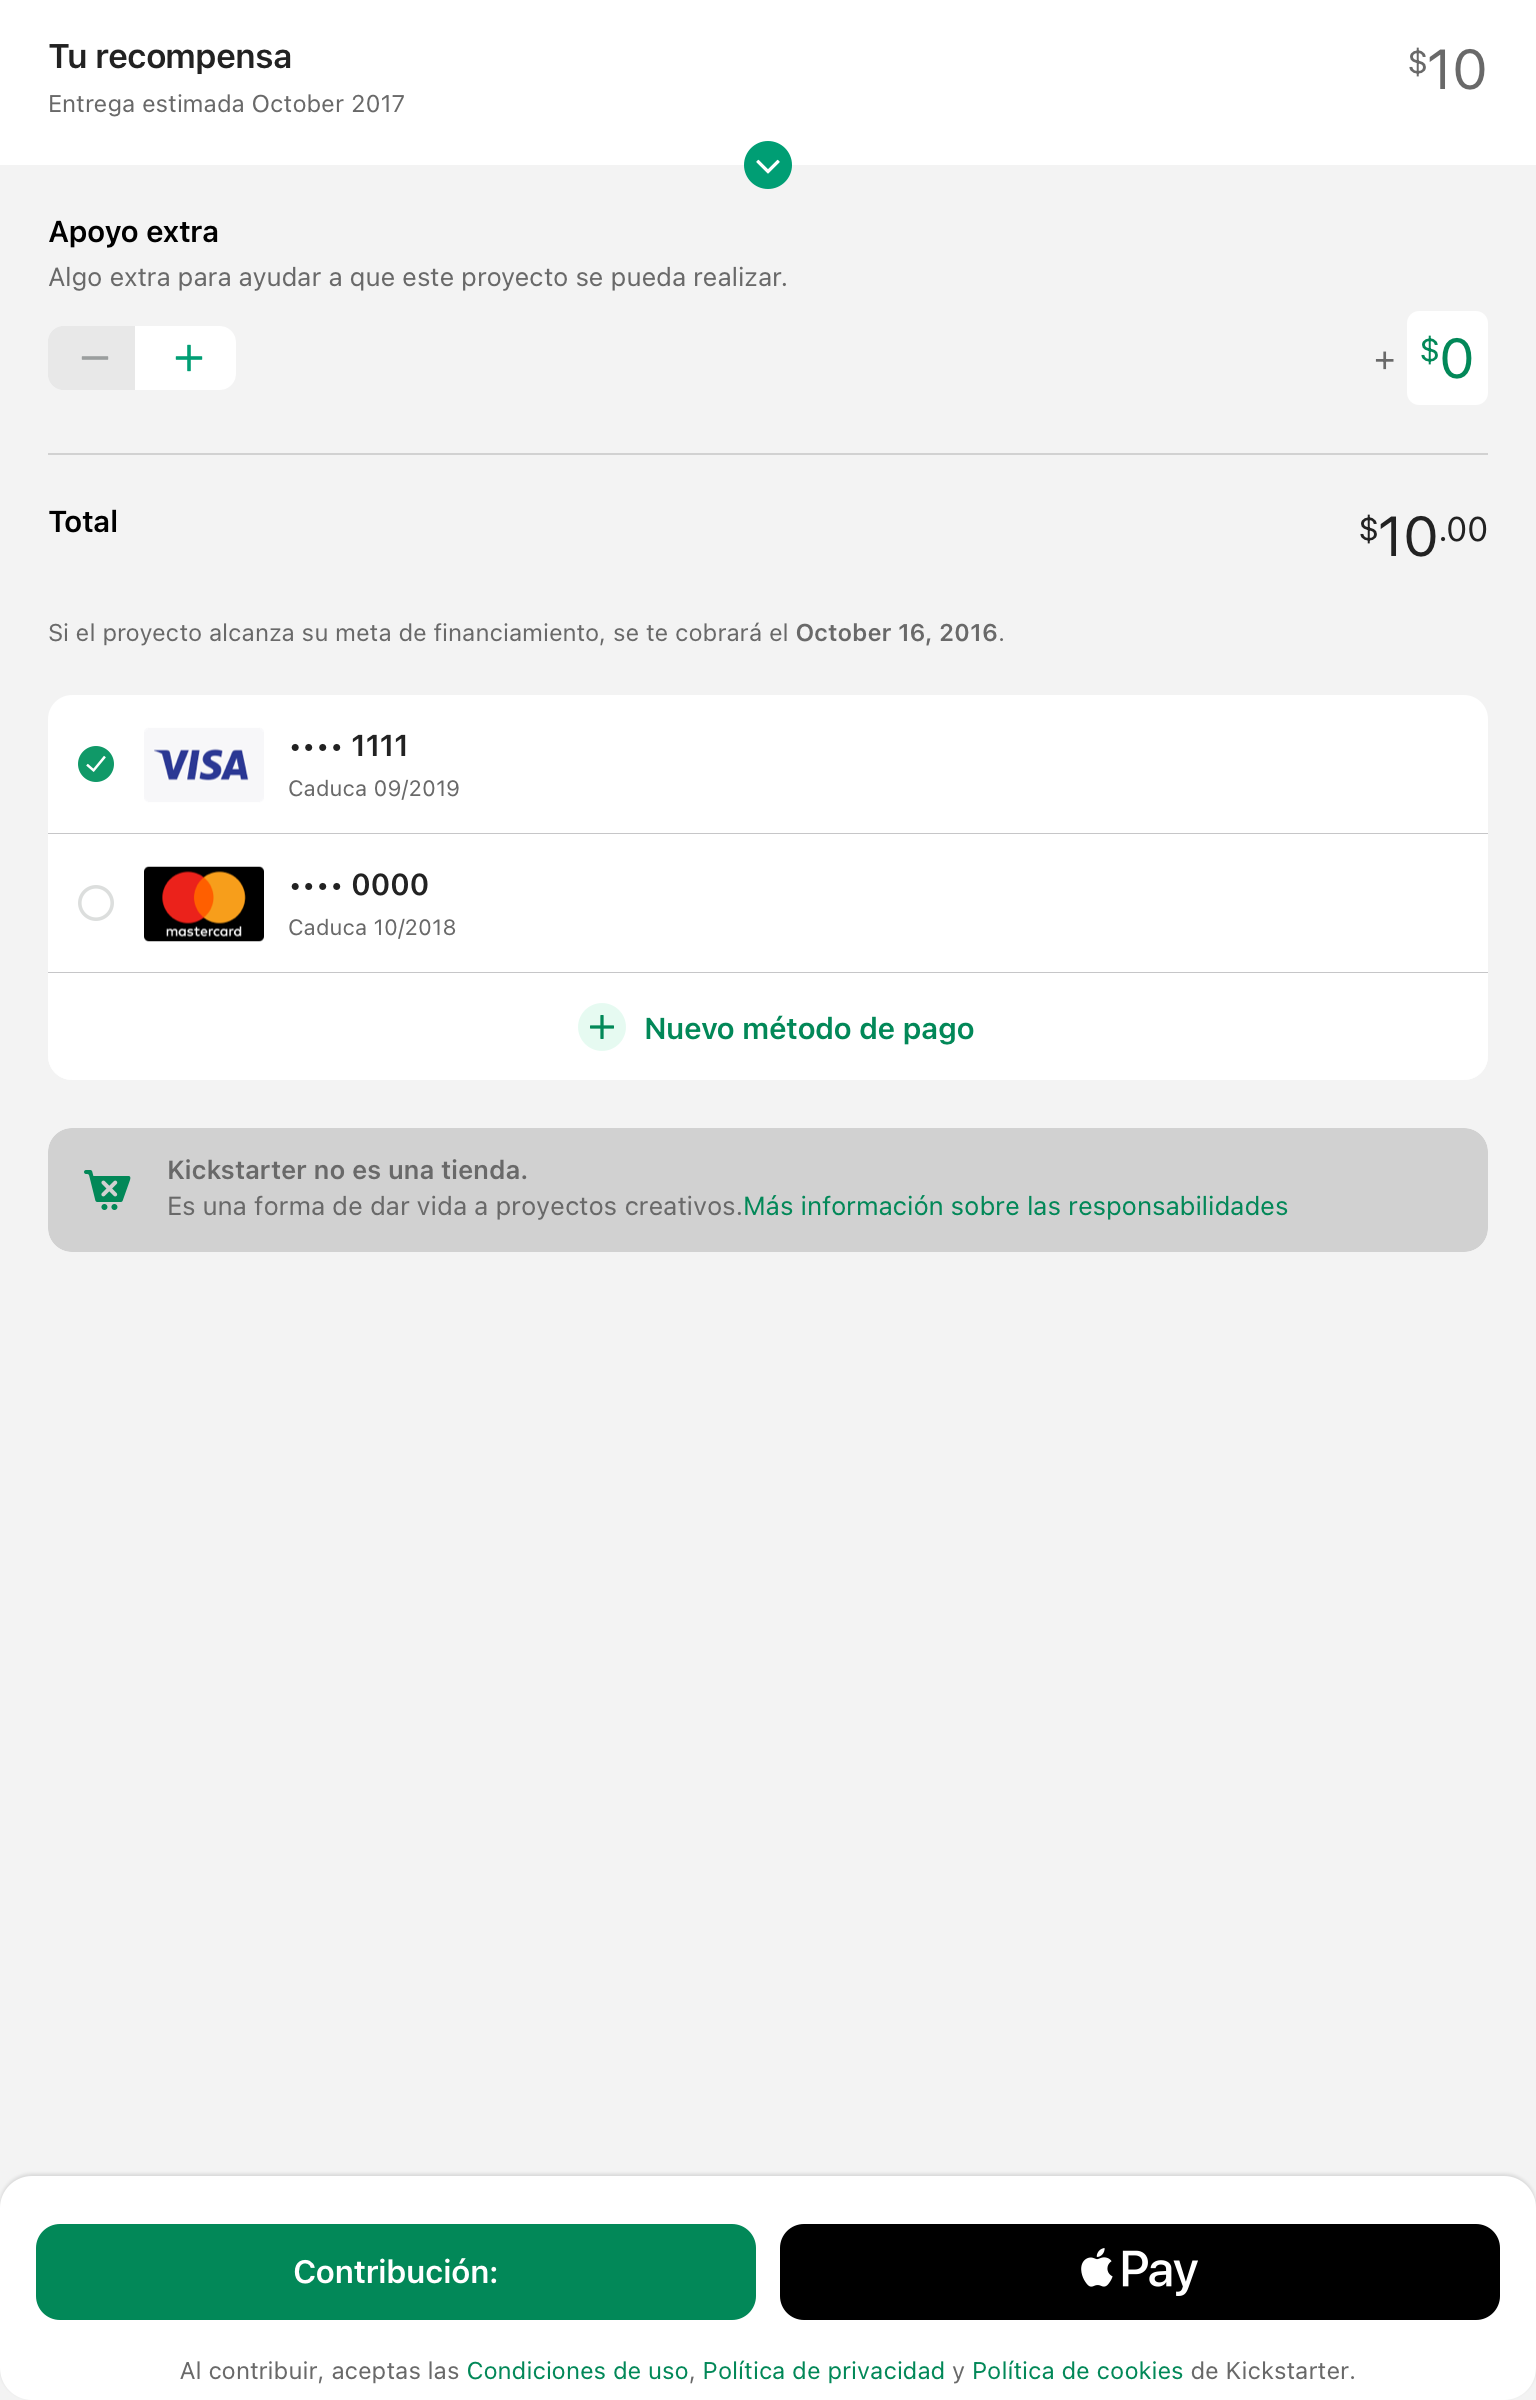 Tu recompensa
$10
Entrega estimada October 2017
Apoyo extra
Algo extra para ayudar a que este proyecto se pueda realizar.
+ $0
Total
$10.00
Si el proyecto alcanza su meta de financiamiento, se te cobrará el October 16, 2016.
VISA
•••• 1111
Caduca 09/2019
mastercard
•••• 0000
Caduca 10/2018
Nuevo método de pago
Kickstarter no es una tienda.
Es una forma de dar vida a proyectos creativos.Más información sobre las responsabilidades
Contribución:
Pay
Al contribuir, aceptas las Condiciones de uso, Política de privacidad y Política de cookies de Kickstarter.